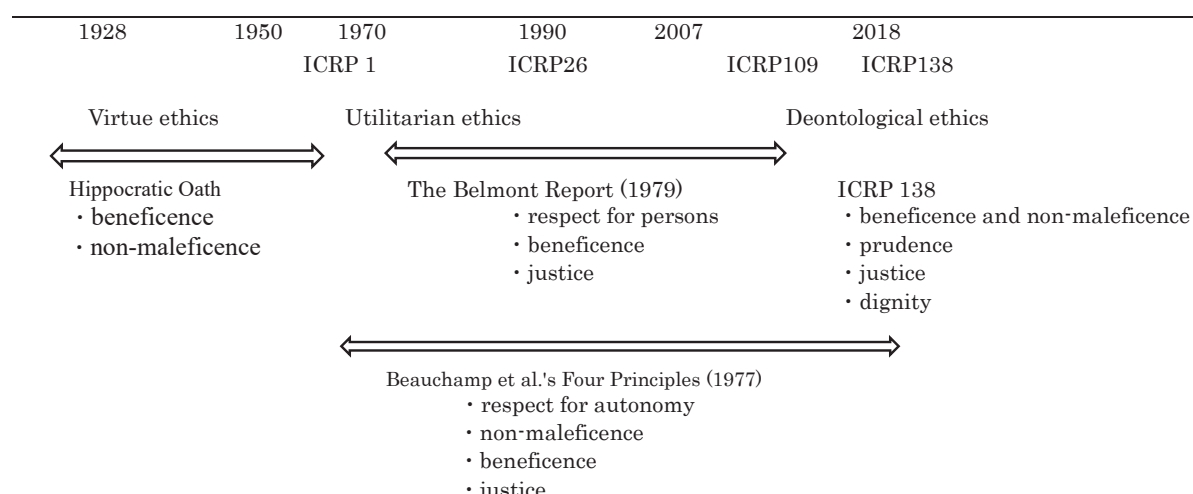 1928 1950 1970 1990 2007 2018
ICRP 1 ICRP26 ICRP109 ICRP138
Virtue ethics Utilitarian ethics Deontological ethics
Hippocratic Oath The Belmont Report (1979) ICRP 138
・beneficence ・respect for persons ・beneficence and non-maleficence
・non-maleficence ・beneficence ・prudence
・justice ・justice
・dignity
Beauchamp et al.'s Four Principles (1977)
・respect for autonomy
・non-maleficence
・beneficence
・justice